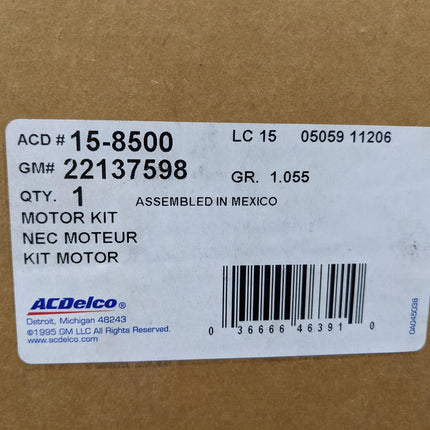 ACD # 15-8500 LC 15 05059 11206
GM# 22137598 GR. 1.055
QTY. 1 ASSEMBLED IN MEXICO
MOTOR KIT
NEC MOTEUR
KIT MOTOR
ACDelco®
Detroit, Michigan 48243
©1995 GM LLC All Rights Reserved.
www.acdelco.com
0 36666 46391 0
0A045038